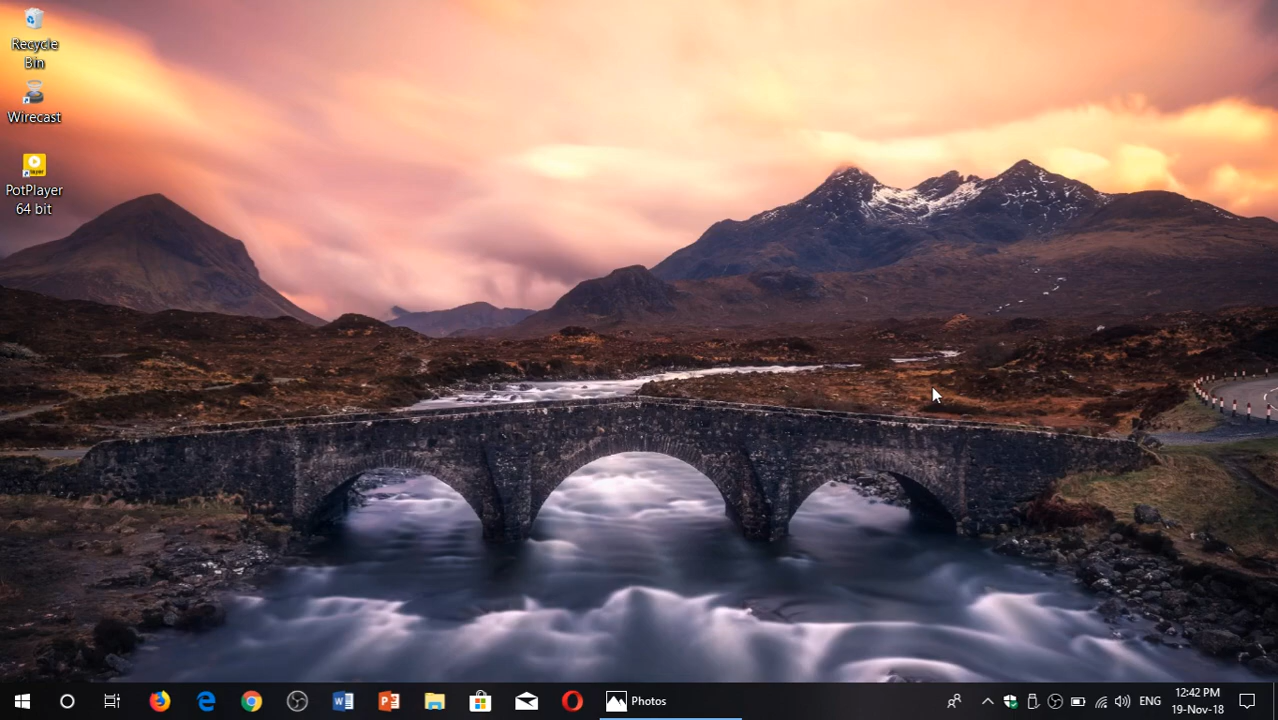 Recycle
Bin
Wirecast
PotPlayer
64 bit
Photos
ENG
12:42 PM
19-Nov-18